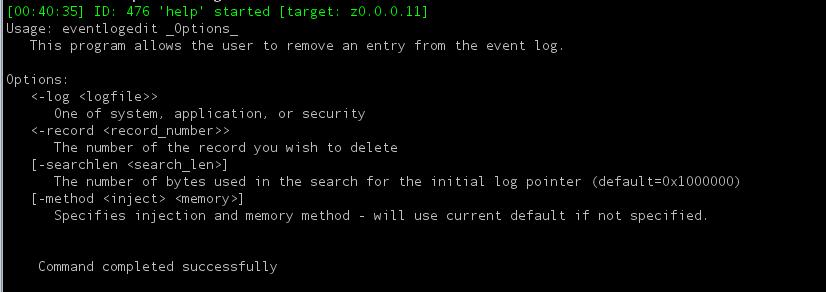 [00:40:35] ID: 476 'help' started [target: z0.0.0.11]
Usage: eventlogedit _Options_
This program allows the user to remove an entry from the event log.
Options:
<-log <logfile>>
One of system, application, or security
<-record <record_number>>
The number of the record you wish to delete
[-searchlen <search_len>]
The number of bytes used in the search for the initial log pointer (default=0x1000000)
[-method <inject> <memory>]
Specifies injection and memory method - will use current default if not specified.
Command completed successfully